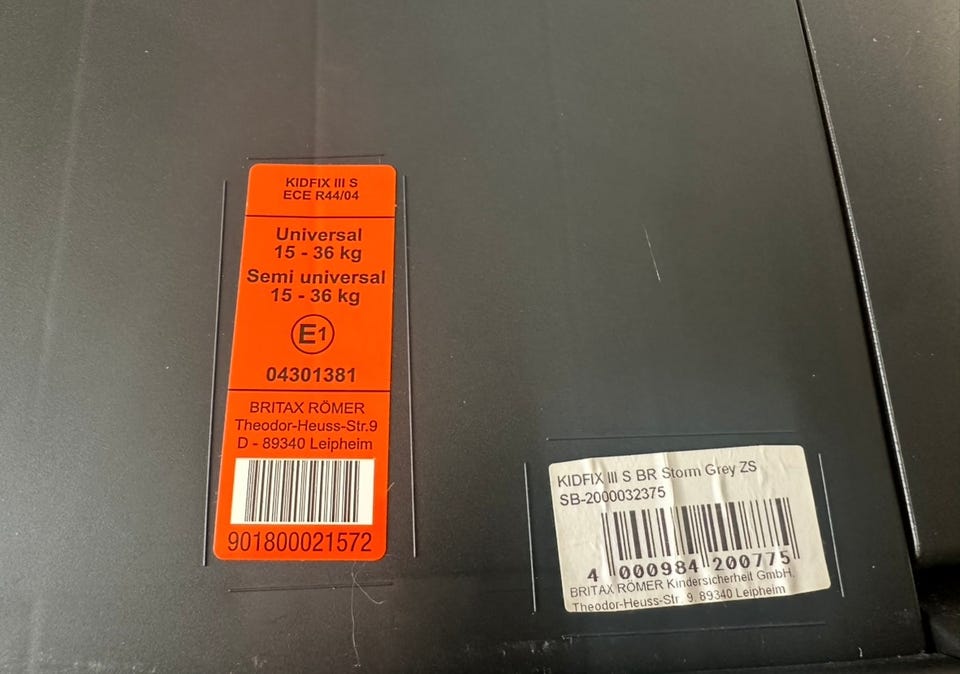 KIDFIX III S
ECE R44/04
Universal
15 - 36 kg
Semi universal
15 - 36 kg
E1
04301381
BRITAX RÖMER
Theodor-Heuss-Str.9
D - 89340 Leipheim
901800021572
KIDFIX III S BR Storm Grey ZS
SB-2000032375
4 000984 200775
BRITAX RÖMER Kindersicherheit GmbH.
Theodor-Heuss-Str. 9. 89340 Leipheim